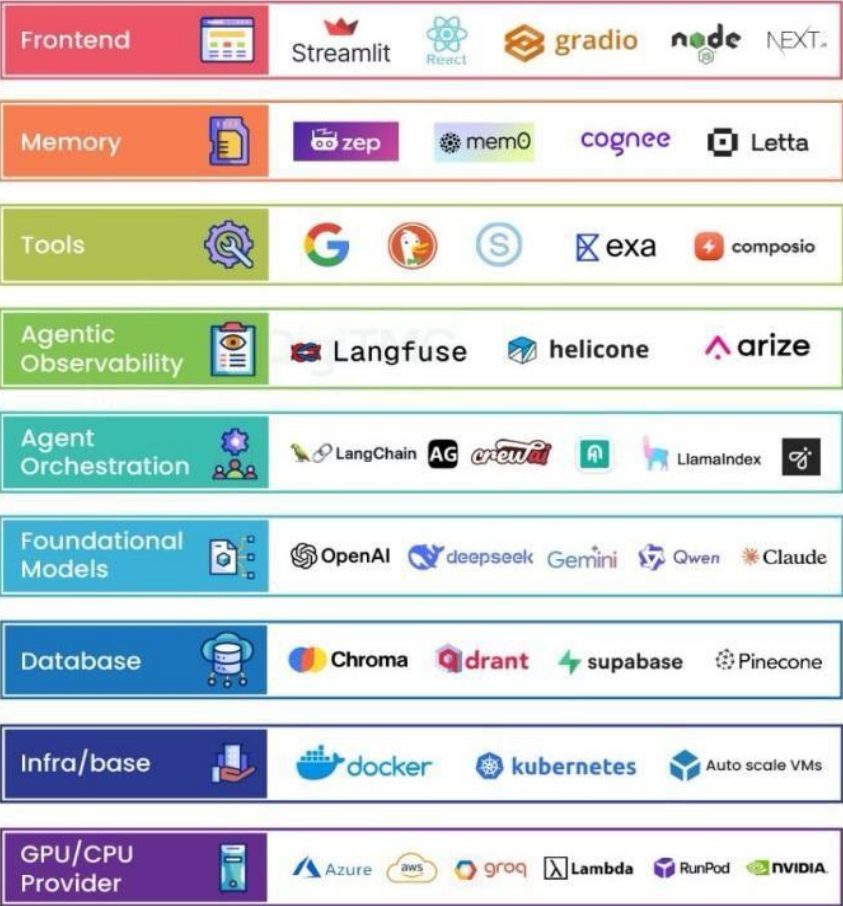 Frontend
Streamlit
React
gradio
node
JS
NEXT.
Memory
zep
mem0
cognee
Letta
Tools
G
S
exa
composio
Agentic
Observability
Langfuse
helicone
arize
Agent
Orchestration
LangChain
AG
crewai
LlamaIndex
Foundational
Models
OpenAI
deepseek
Gemini
Qwen
Claude
Database
Chroma
qdrant
supabase
Pinecone
Infra/base
docker
kubernetes
Auto scale VMs
GPU/CPU
Provider
Azure
aws
groq
Lambda
RunPod
NVIDIA